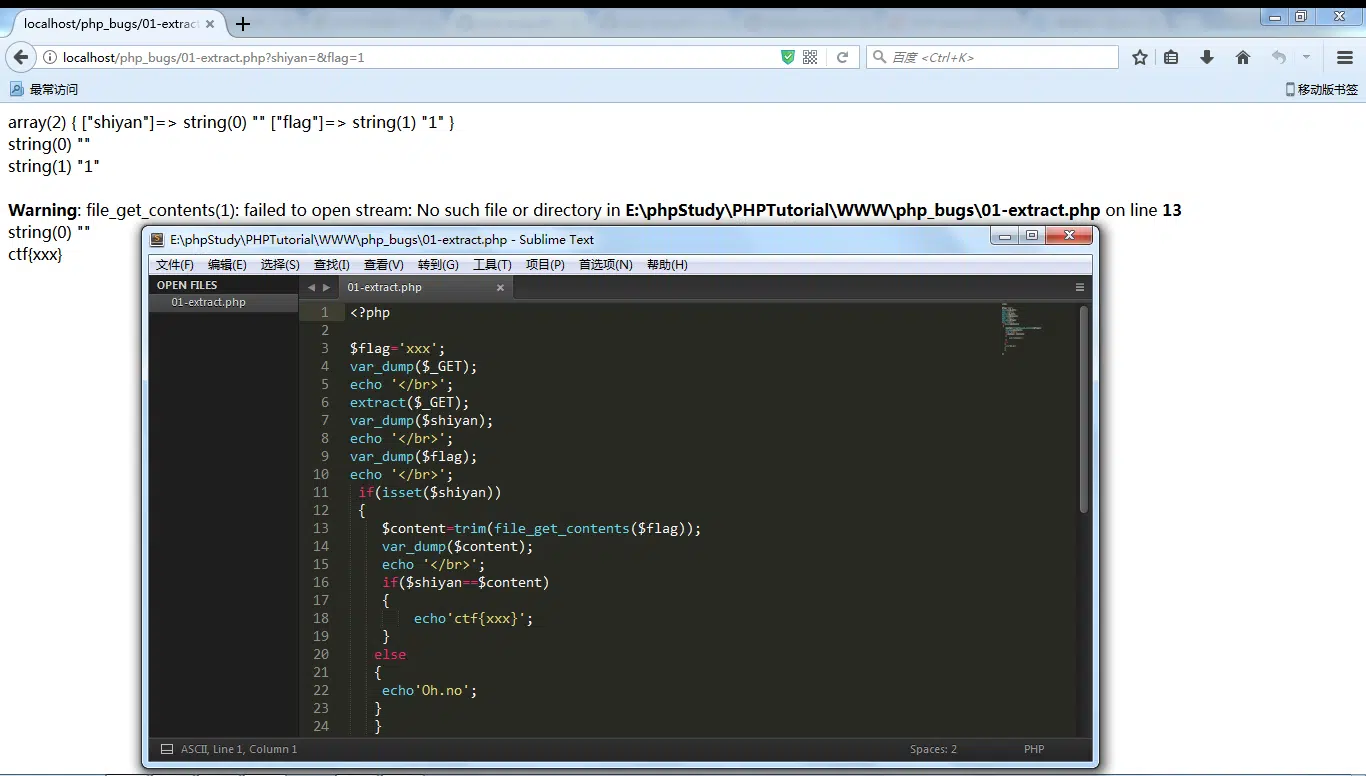 localhost/php_bugs/01-extrac
localhost/php_bugs/01-extract.php?shiyan=&flag=1
百度 <Ctrl+K>
最常访问
移动版书签
array(2) { ["shiyan"]=> string(0) "" ["flag"]=> string(1) "1" }
string(0) ""
string(1) "1"
Warning: file_get_contents(1): failed to open stream: No such file or directory in E:\phpStudy\PHPTutorial\WWW\php_bugs\01-extract.php on line 13
string(0) ""
ctf{xxx}
E:\phpStudy\PHPTutorial\WWW\php_bugs\01-extract.php - Sublime Text
文件(F) 编辑(E) 选择(S) 查找(I) 查看(V) 转到(G) 工具(T) 项目(P) 首选项(N) 帮助(H)
OPEN FILES
01-extract.php
01-extract.php
1 <?php
2
3 $flag='xxx';
4 var_dump($_GET);
5 echo '</br>';
6 extract($_GET);
7 var_dump($shiyan);
8 echo '</br>';
9 var_dump($flag);
10 echo '</br>';
11 if(isset($shiyan))
12 {
13 $content=trim(file_get_contents($flag));
14 var_dump($content);
15 echo '</br>';
16 if($shiyan==$content)
17 {
18 echo'ctf{xxx}';
19 }
20 else
21 {
22 echo'Oh.no';
23 }
24 }
ASCII, Line 1, Column 1
Spaces: 2
PHP